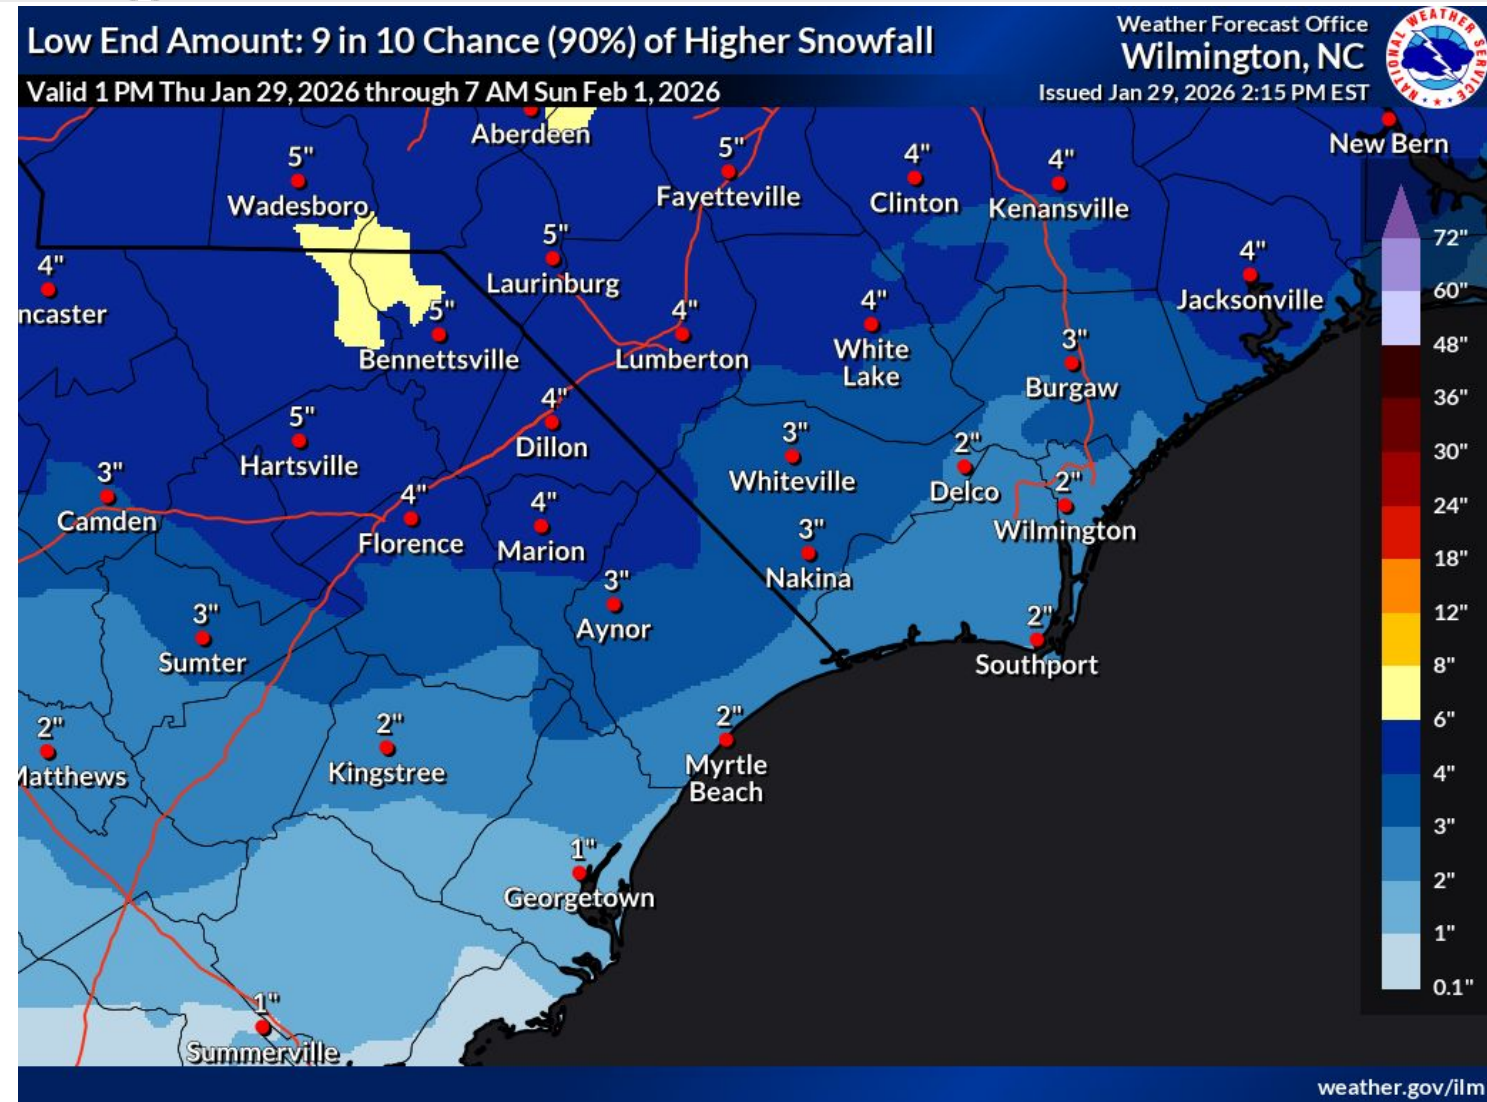 Low End Amount: 9 in 10 Chance (90%) of Higher Snowfall
Weather Forecast Office
Wilmington, NC
NATIONAL WEATHER SERVICE
Valid 1 PM Thu Jan 29, 2026 through 7 AM Sun Feb 1, 2026
Issued Jan 29, 2026 2:15 PM EST
Aberdeen
New Bern
5"
Wadesboro
5"
Fayetteville
4"
Clinton
4"
Kenansville
4"
ncaster
5"
Laurinburg
4"
Jacksonville
5"
Bennettsville
4"
Lumberton
4"
White
Lake
3"
Burgaw
5"
Hartsville
4"
Dillon
3"
Whiteville
2"
Delco
2"
Wilmington
3"
Camden
4"
Florence
4"
Marion
3"
Nakina
3"
Sumter
3"
Aynor
2"
Southport
2"
Matthews
2"
Kingstree
2"
Myrtle
Beach
1"
Georgetown
1"
Summerville
72"
60"
48"
36"
30"
24"
18"
12"
8"
6"
4"
3"
2"
1"
0.1"
weather.gov/ilm